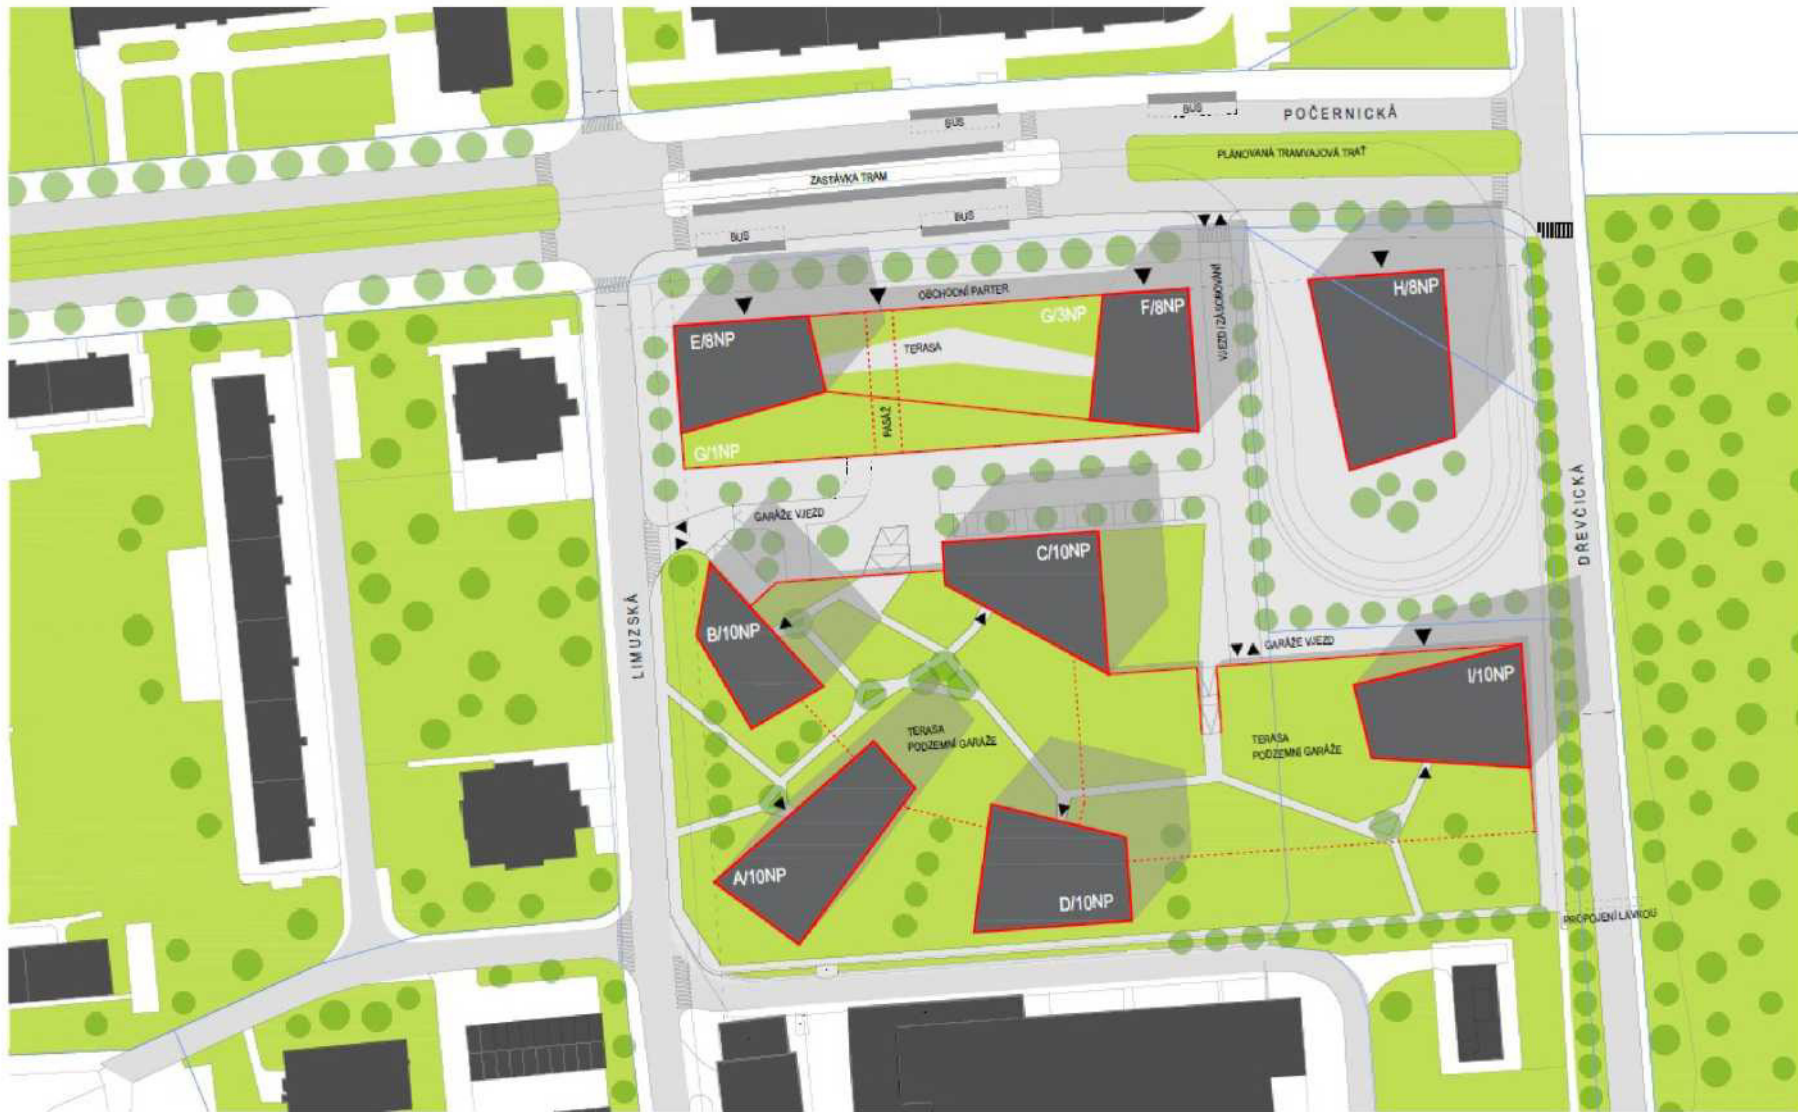 BUS
BUS
POČERNICKÁ
PLÁNOVANÁ TRAMVAJOVÁ TRAŤ
ZASTÁVKA TRAM
BUS
BUS
OBCHODNÍ PARTER
E/8NP
G/3NP
F/8NP
H/8NP
TERASA
VJEZD/ZÁSOBOVÁNÍ
PASÁŽ
G/1NP
GARÁŽE VJEZD
LIMUZSKÁ
DŘEVČICKÁ
C/10NP
B/10NP
GARÁŽE VJEZD
I/10NP
TERASA
PODZEMNÍ GARÁŽE
TERASA
PODZEMNÍ GARÁŽE
A/10NP
D/10NP
PROPOJENÍ LÁVKOU